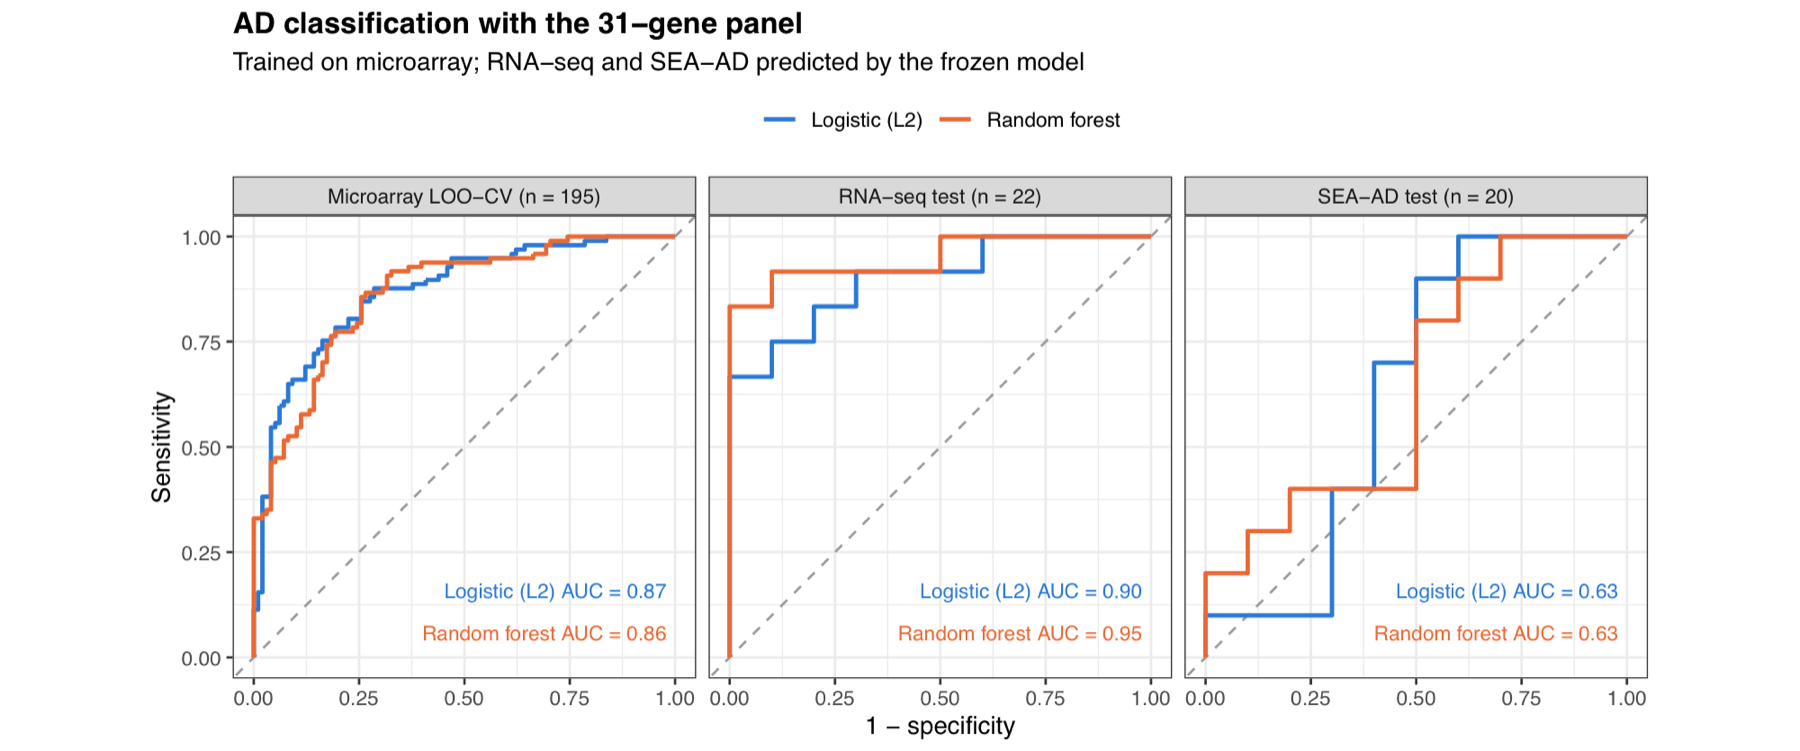 AD classification with the 31−gene panel
Trained on microarray; RNA−seq and SEA−AD predicted by the frozen model
Logistic (L2) Random forest
Microarray LOO−CV (n = 195)
RNA−seq test (n = 22)
SEA−AD test (n = 20)
Sensitivity
1.00
0.75
0.50
0.25
0.00
Logistic (L2) AUC = 0.87
Random forest AUC = 0.86
Logistic (L2) AUC = 0.90
Random forest AUC = 0.95
Logistic (L2) AUC = 0.63
Random forest AUC = 0.63
0.00 0.25 0.50 0.75 1.00
0.00 0.25 0.50 0.75 1.00
0.00 0.25 0.50 0.75 1.00
1 − specificity